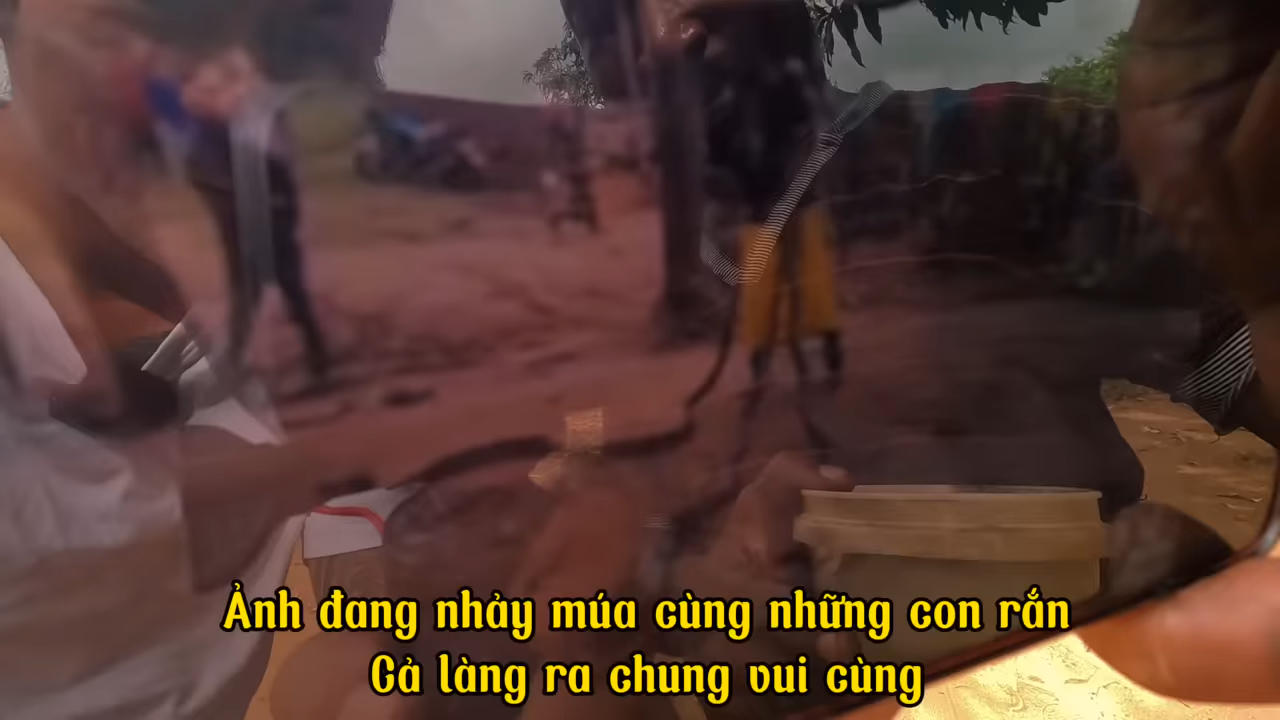 Ảnh đang nhảy múa cùng những con rắn
Cả làng ra chung vui cùng